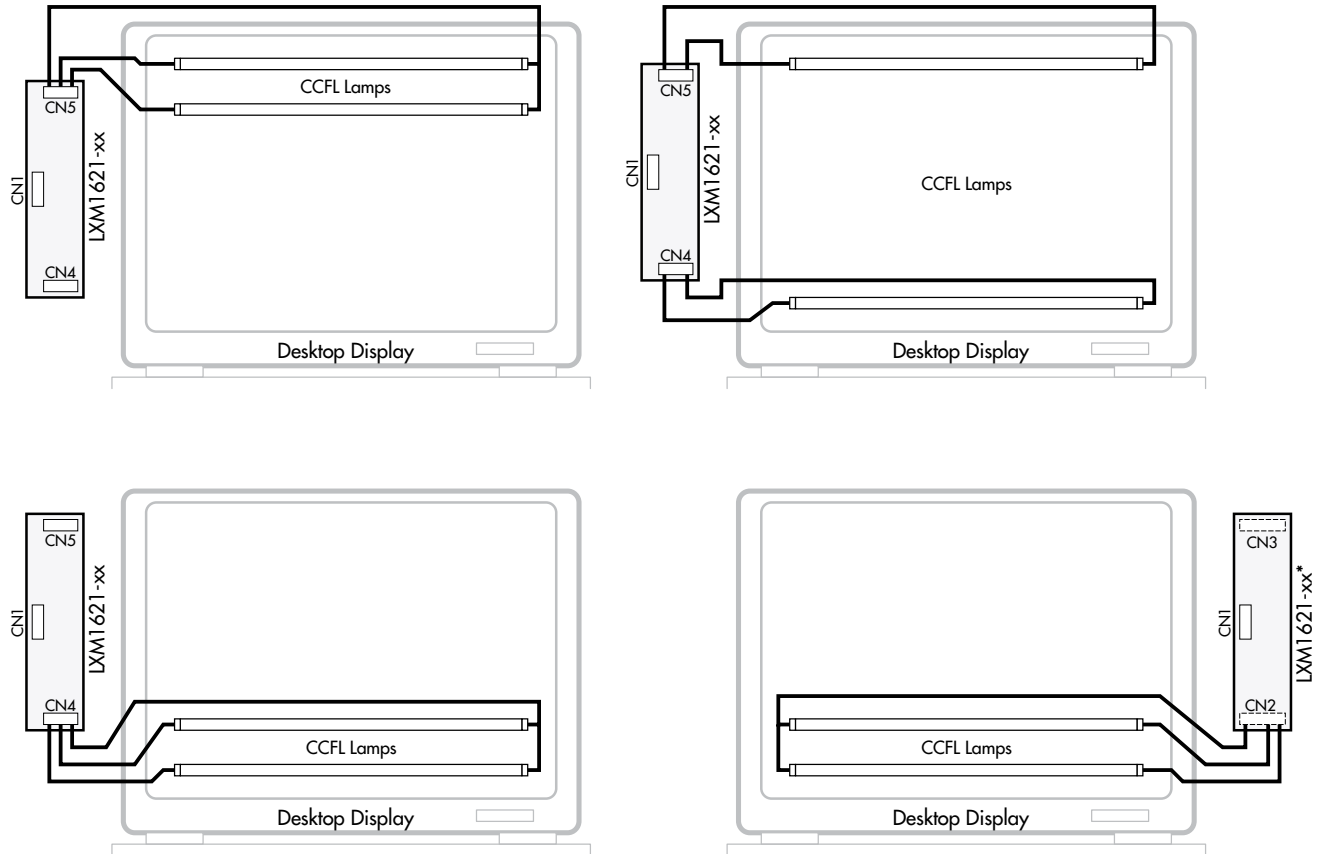 CN5
CCFL Lamps
CN1
LXM1621-xx
CN4
Desktop Display
CN5
CN1
LXM1621-xx
CCFL Lamps
CN4
Desktop Display
CN5
CN1
LXM1621-xx
CN4
CCFL Lamps
Desktop Display
CN3
CN1
LXM1621-xx*
CN2
CCFL Lamps
Desktop Display